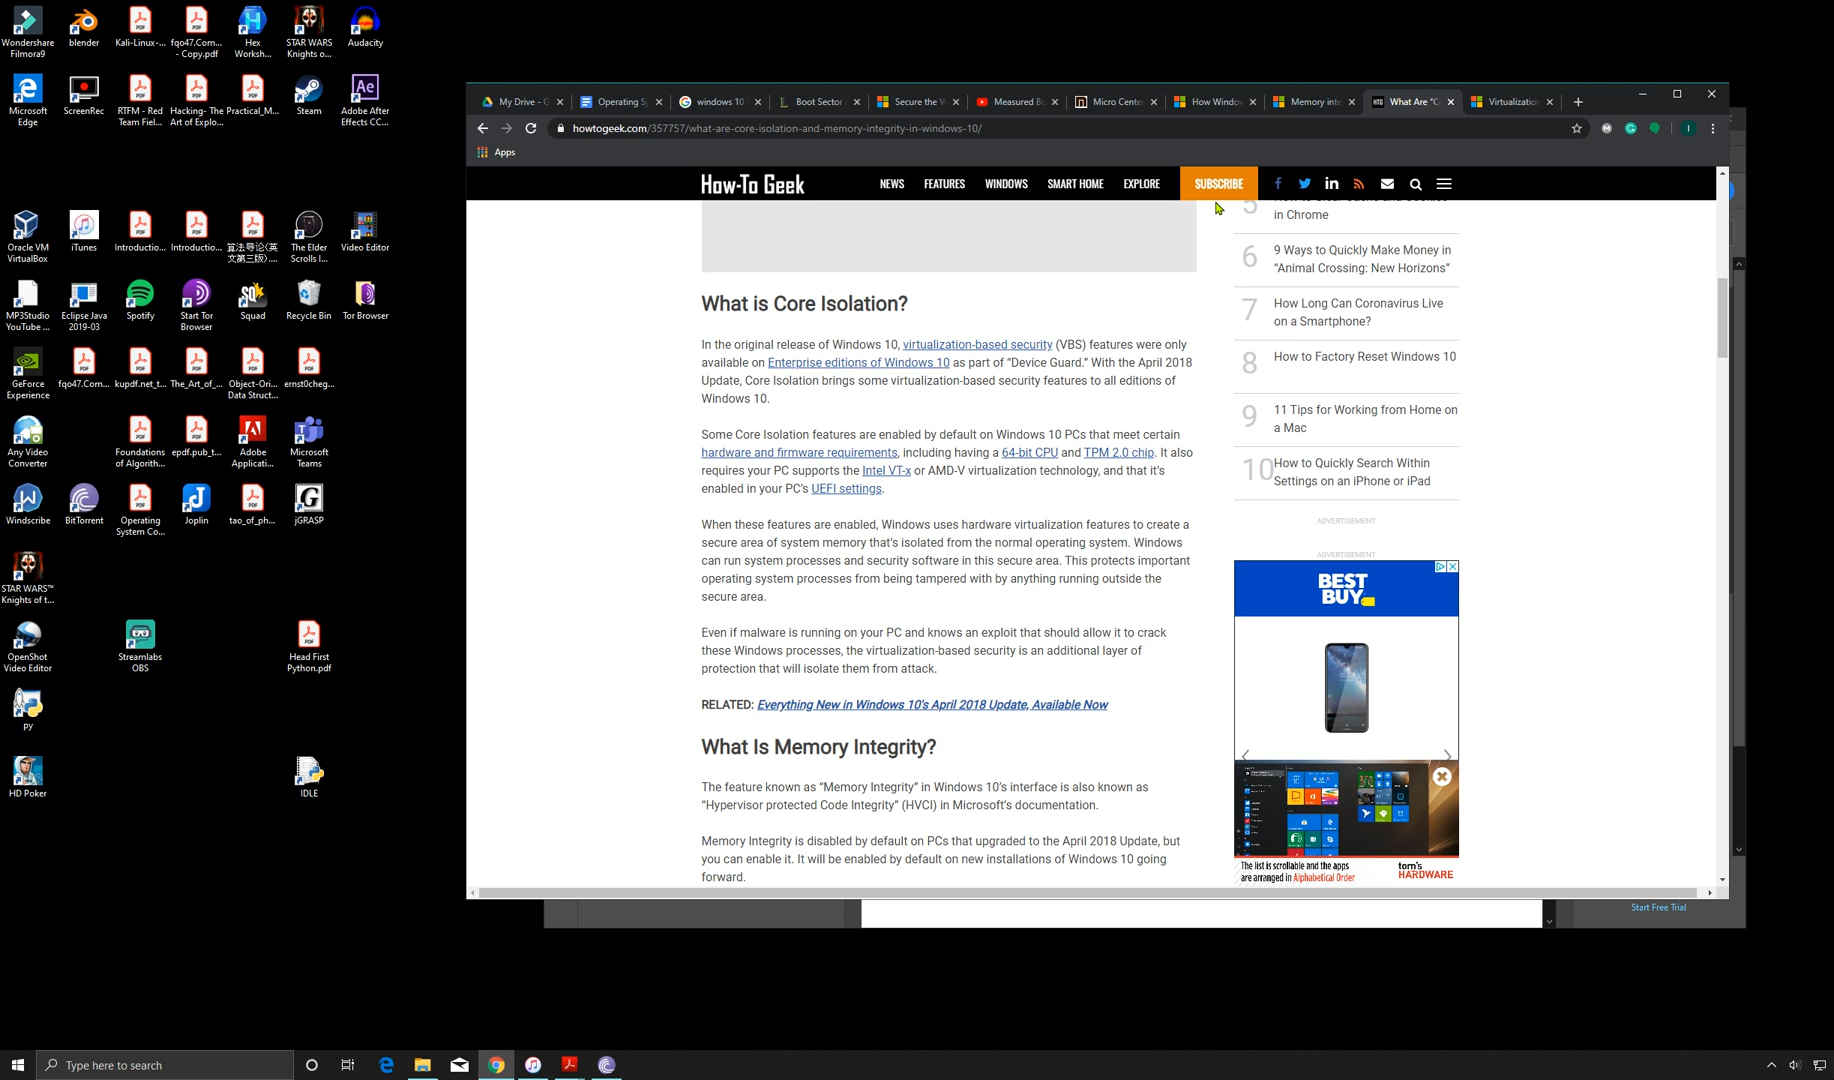 Wondershare
Filmora9
blender
Kali-Linux-...
fqo47.Com...
- Copy.pdf
Hex
Worksh...
STAR WARS
Knights o...
Audacity
Microsoft
Edge
ScreenRec
RTFM - Red
Team Fiel...
Hacking- The
Art of Explo...
Practical_M...
Steam
Adobe After
Effects CC...
Oracle VM
VirtualBox
iTunes
Introductio...
Introductio...
算法导论(英
文第三版)....
The Elder
Scrolls I...
Video Editor
MP3Studio
YouTube ...
Eclipse Java
2019-03
Spotify
Start Tor
Browser
Squad
Recycle Bin
Tor Browser
GeForce
Experience
fqo47.Com...
kupdf.net_t...
The_Art_of_...
Object-Ori...
Data Struct...
ernst0cheg...
Any Video
Converter
Foundations
of Algorith...
epdf.pub_t...
Adobe
Applicati...
Microsoft
Teams
Windscribe
BitTorrent
Operating
System Co...
Joplin
tao_of_ph...
jGRASP
STAR WARS™
Knights of t...
OpenShot
Video Editor
Streamlabs
OBS
Head First
Python.pdf
py
HD Poker
IDLE
My Drive - G
Operating Sy
windows 10 
Boot Sector
Secure the W
Measured Bo
Micro Center
How Window
Memory inte
What Are "C
Virtualization
howtogeek.com/357757/what-are-core-isolation-and-memory-integrity-in-windows-10/
Apps
How-To Geek
NEWS
FEATURES
WINDOWS
SMART HOME
EXPLORE
SUBSCRIBE
What is Core Isolation?
In the original release of Windows 10, virtualization-based security (VBS) features were only
available on Enterprise editions of Windows 10 as part of “Device Guard.” With the April 2018
Update, Core Isolation brings some virtualization-based security features to all editions of
Windows 10.
Some Core Isolation features are enabled by default on Windows 10 PCs that meet certain
hardware and firmware requirements, including having a 64-bit CPU and TPM 2.0 chip. It also
requires your PC supports the Intel VT-x or AMD-V virtualization technology, and that it’s
enabled in your PC’s UEFI settings.
When these features are enabled, Windows uses hardware virtualization features to create a
secure area of system memory that’s isolated from the normal operating system. Windows
can run system processes and security software in this secure area. This protects important
operating system processes from being tampered with by anything running outside the
secure area.
Even if malware is running on your PC and knows an exploit that should allow it to crack
these Windows processes, the virtualization-based security is an additional layer of
protection that will isolate them from attack.
RELATED: Everything New in Windows 10’s April 2018 Update, Available Now
What Is Memory Integrity?
The feature known as “Memory Integrity” in Windows 10’s interface is also known as
“Hypervisor protected Code Integrity” (HVCI) in Microsoft’s documentation.
Memory Integrity is disabled by default on PCs that upgraded to the April 2018 Update, but
you can enable it. It will be enabled by default on new installations of Windows 10 going
forward.
5
in Chrome
6
9 Ways to Quickly Make Money in
“Animal Crossing: New Horizons”
7
How Long Can Coronavirus Live
on a Smartphone?
8
How to Factory Reset Windows 10
9
11 Tips for Working from Home on
a Mac
10
How to Quickly Search Within
Settings on an iPhone or iPad
ADVERTISEMENT
ADVERTISEMENT
BEST
BUY
The list is scrollable and the apps
are arranged in Alphabetical Order
tom's
HARDWARE
Start Free Trial
Type here to search